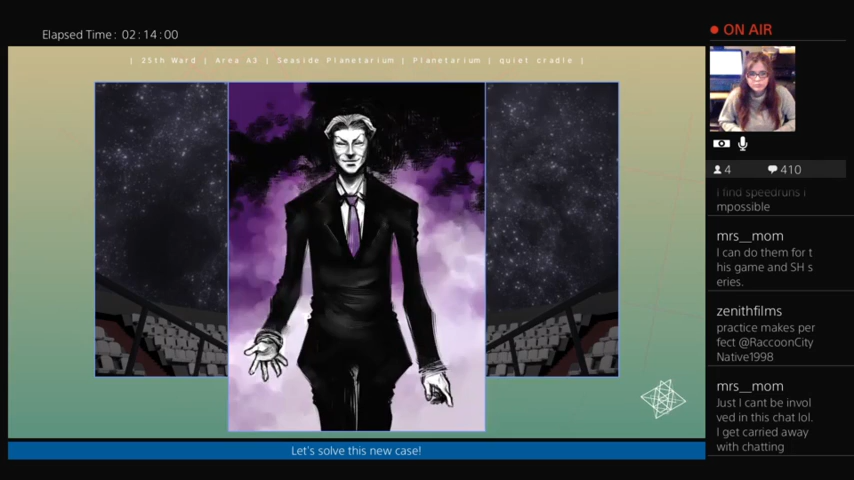 Elapsed Time: 02:14:00
ON AIR
| 25th Ward | Area A3 | Seaside Planetarium | Planetarium | quiet cradle |
4 410
I find speedruns i
mpossible
mrs__mom
I can do them for t
his game and SH s
eries.
zenithfilms
practice makes per
fect @RaccoonCity
Native1998
mrs__mom
Just I cant be invol
ved in this chat lol.
I get carried away
with chatting
Let's solve this new case!